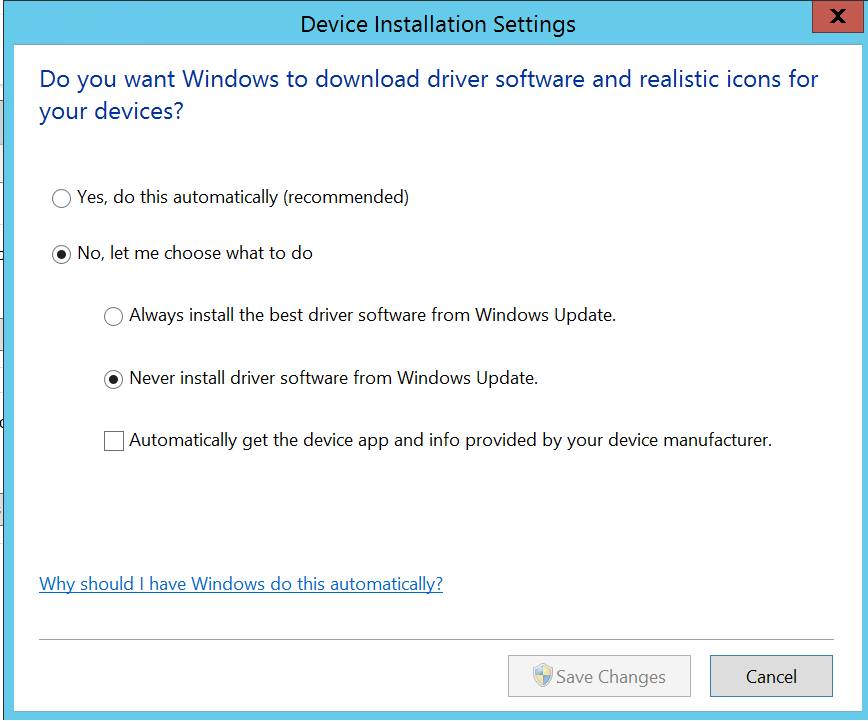 Device Installation Settings
Do you want Windows to download driver software and realistic icons for
your devices?
Yes, do this automatically (recommended)
No, let me choose what to do
Always install the best driver software from Windows Update.
Never install driver software from Windows Update.
Automatically get the device app and info provided by your device manufacturer.
Why should I have Windows do this automatically?
Save Changes
Cancel